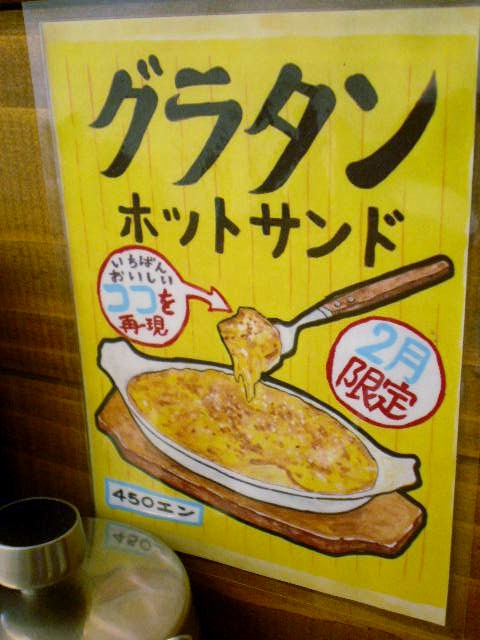 グラタン
ホットサンド
いちばん
おいしい
ココを
再現
2月
限定
450エン
450